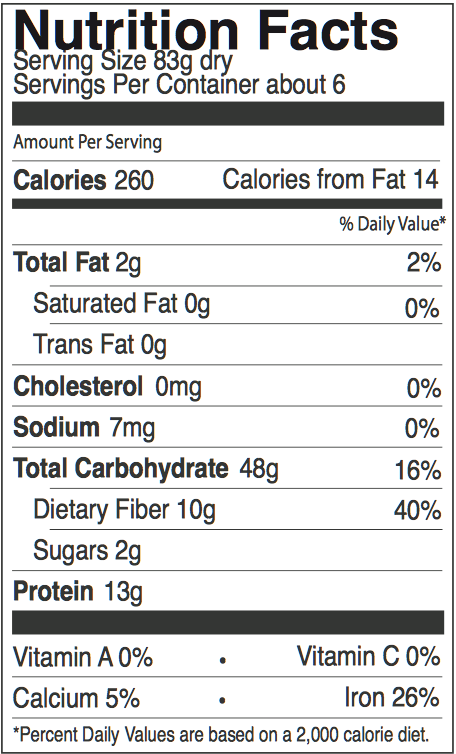 Nutrition Facts
Serving Size 83g dry
Servings Per Container about 6
Amount Per Serving
Calories 260 Calories from Fat 14
% Daily Value*
Total Fat 2g 2%
Saturated Fat 0g 0%
Trans Fat 0g
Cholesterol 0mg 0%
Sodium 7mg 0%
Total Carbohydrate 48g 16%
Dietary Fiber 10g 40%
Sugars 2g
Protein 13g
Vitamin A 0% • Vitamin C 0%
Calcium 5% • Iron 26%
*Percent Daily Values are based on a 2,000 calorie diet.